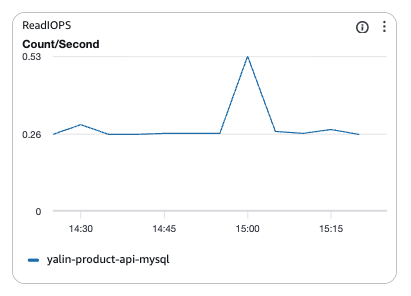 ReadIOPS
Count/Second
0.53
0.26
0
14:30 14:45 15:00 15:15
yalin-product-api-mysql